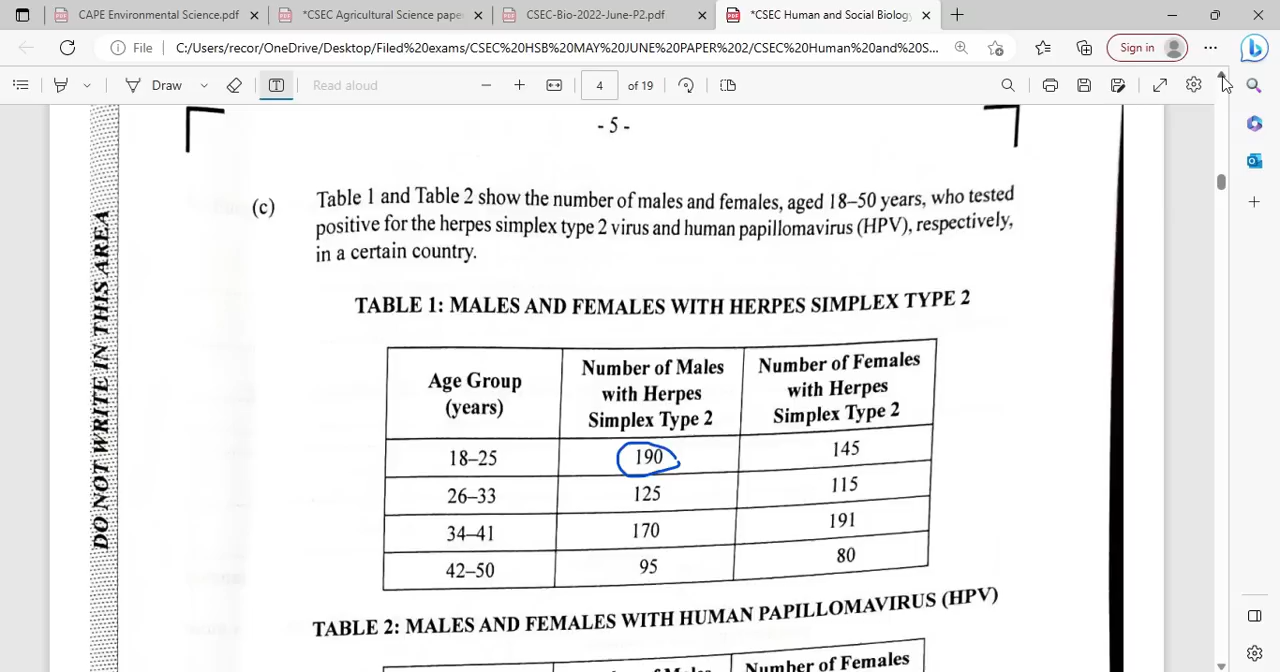 CAPE Environmental Science.pdf
*CSEC Agricultural Science pape
CSEC-Bio-2022-June-P2.pdf
*CSEC Human and Social Biology
File
C:/Users/recor/OneDrive/Desktop/Filed%20exams/CSEC%20HSB%20MAY%20JUNE%20PAPER%202/CSEC%20Human%20and%20S...
Sign in
Draw
Read aloud
4 of 19
- 5 -
DO NOT WRITE IN THIS AREA
(c) Table 1 and Table 2 show the number of males and females, aged 18–50 years, who tested
positive for the herpes simplex type 2 virus and human papillomavirus (HPV), respectively,
in a certain country.
TABLE 1: MALES AND FEMALES WITH HERPES SIMPLEX TYPE 2
Age Group
(years)
Number of Males
with Herpes
Simplex Type 2
Number of Females
with Herpes
Simplex Type 2
18–25 190 145
26–33 125 115
34–41 170 191
42–50 95 80
TABLE 2: MALES AND FEMALES WITH HUMAN PAPILLOMAVIRUS (HPV)
Number of Females